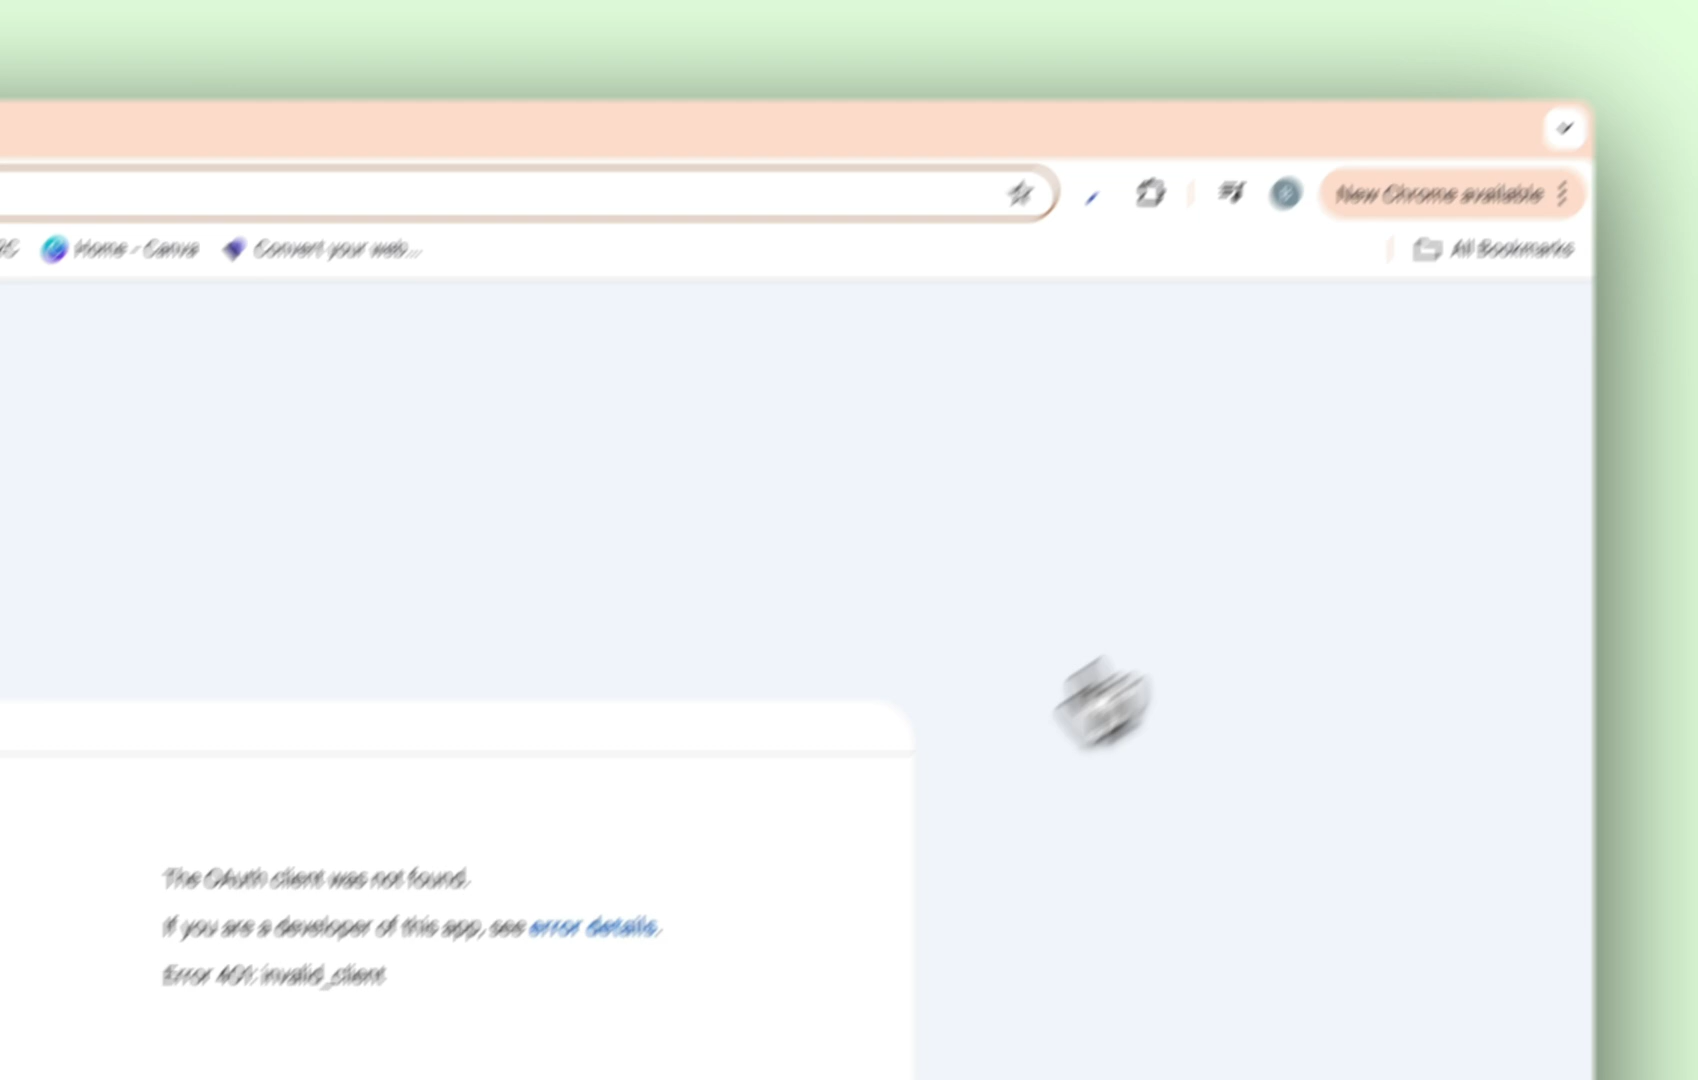 New Chrome available
Home - Canva
Convert your web...
All Bookmarks
The OAuth client was not found.
If you are a developer of this app, see error details.
Error 401: invalid_client